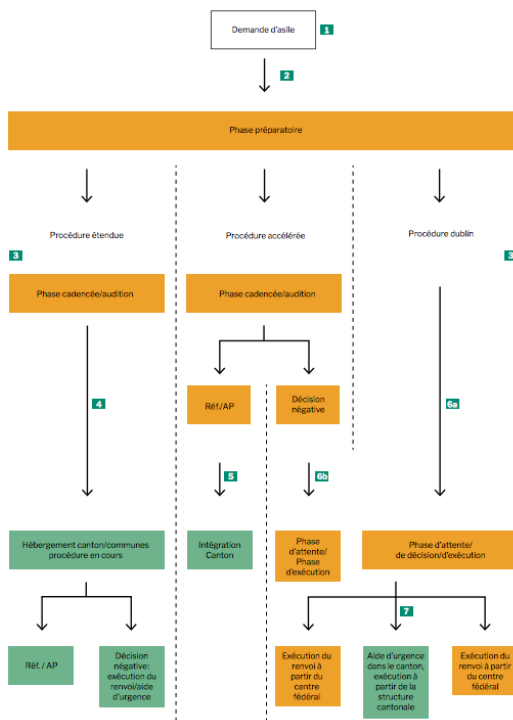 Demande d'asile
1
2
Phase préparatoire
Procédure étendue
Procédure accélérée
Procédure dublin
3
3
Phase cadencée/audition
Phase cadencée/audition
Réf./AP
Décision
négative
4
6a
5
6b
Hébergement canton/communes
procédure en cours
Intégration
Canton
Phase
d'attente/
Phase
d'exécution
Phase d'attente/
de décision/d'exécution
7
Réf. / AP
Décision
négative:
exécution du
renvoi/aide
d'urgence
Exécution du
renvoi à
partir du
centre
fédéral
Aide d'urgence
dans le canton,
exécution à
partir de la
structure
cantonale
Exécution du
renvoi à partir
du centre
fédéral